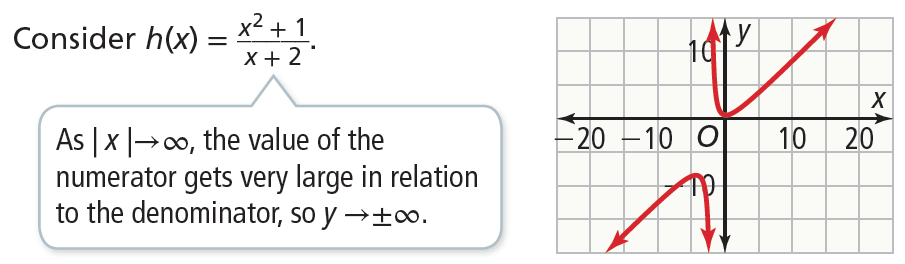 Consider h(x) = x² + 1 / x + 2.
As | x |→∞, the value of the
numerator gets very large in relation
to the denominator, so y →±∞.
y
10
x
−20 −10 O 10 20
−10